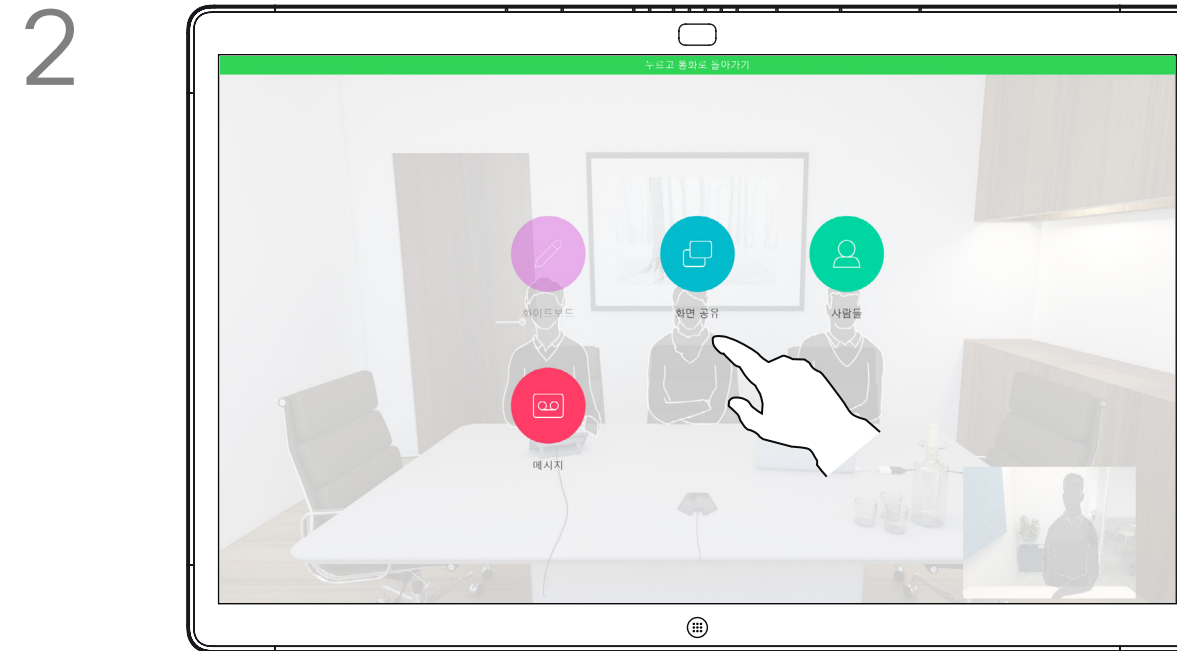 2
누르고 통화로 돌아가기
화이트보드
화면 공유
사람들
메시지